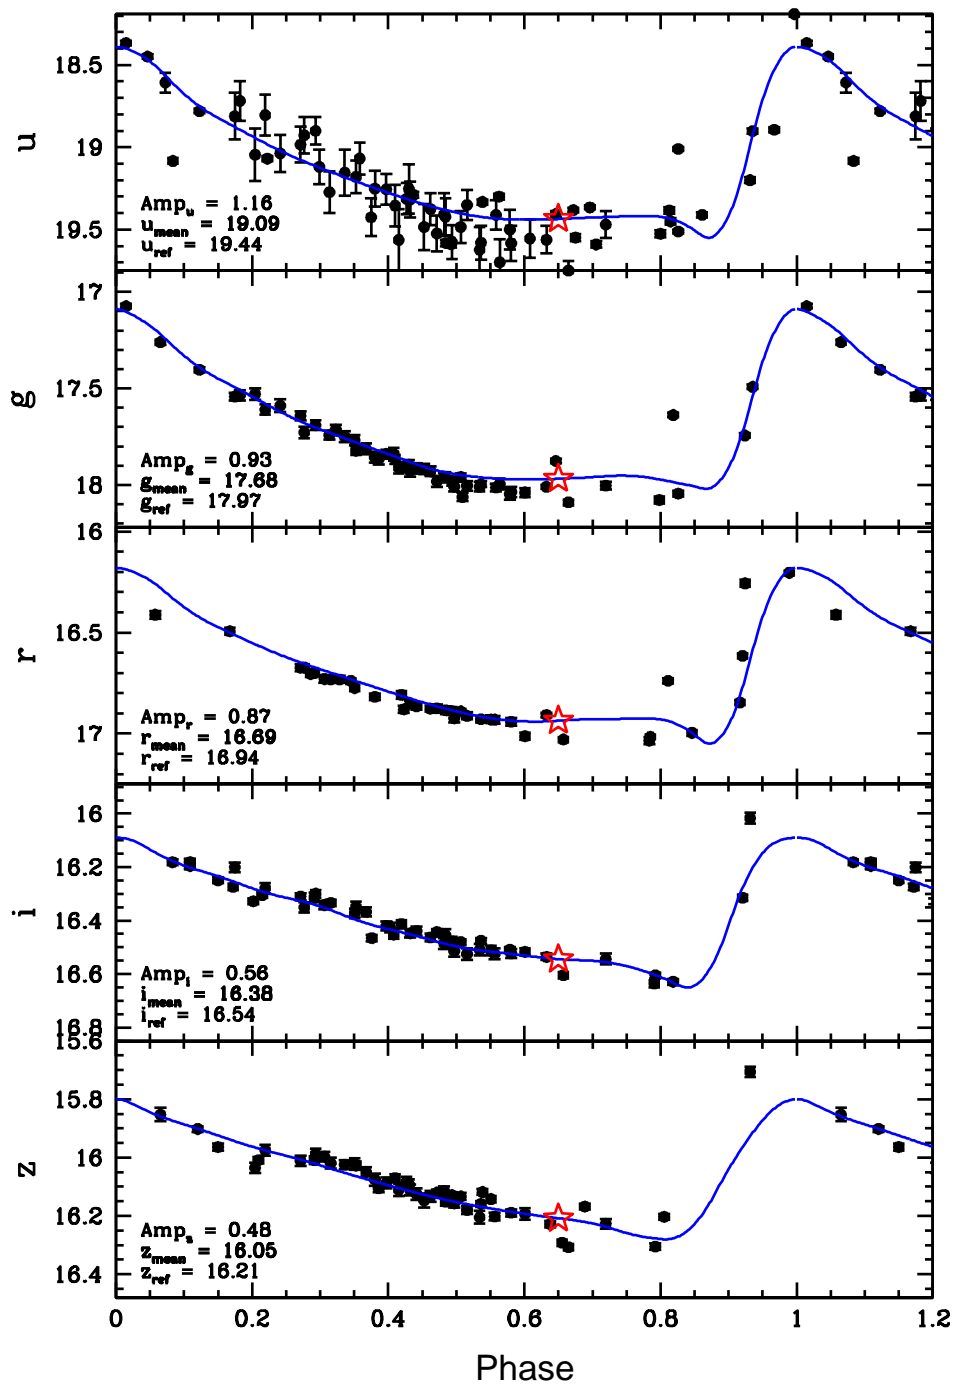 18.5
19
19.5
u
Amp_u = 1.16
u_mean = 19.09
u_ref = 19.44
17
17.5
18
g
Amp_g = 0.93
g_mean = 17.68
g_ref = 17.97
16
16.5
17
r
Amp_r = 0.87
r_mean = 16.69
r_ref = 16.94
16
16.2
16.4
16.6
16.8
i
Amp_i = 0.56
i_mean = 16.38
i_ref = 16.54
15.6
15.8
16
16.2
16.4
z
Amp_z = 0.48
z_mean = 16.05
z_ref = 16.21
0 0.2 0.4 0.6 0.8 1 1.2
Phase